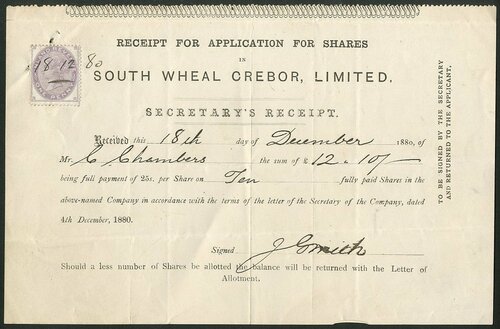 RECEIPT FOR APPLICATION FOR SHARES
IN
SOUTH WHEAL CREBOR, LIMITED.
18.12.80
SECRETARY'S RECEIPT.
Received this 18th day of December 1880, of
Mr C Chambers the sum of £12.10/-
being full payment of 25s. per Share on Ten fully paid Shares in the
above-named Company in accordance with the terms of the letter of the Secretary of the Company, dated
4th December, 1880.
Signed J Smith
Should a less number of Shares be allotted the balance will be returned with the Letter of
Allotment.
TO BE SIGNED BY THE SECRETARY
AND RETURNED TO THE APPLICANT.